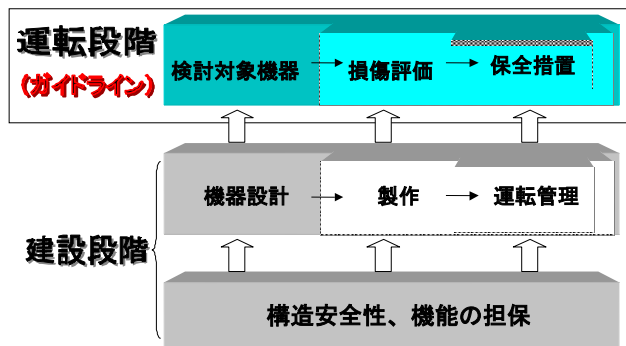 運転段階
(ガイドライン)
検討対象機器
損傷評価
保全措置
建設段階
機器設計
製作
運転管理
構造安全性、機能の担保